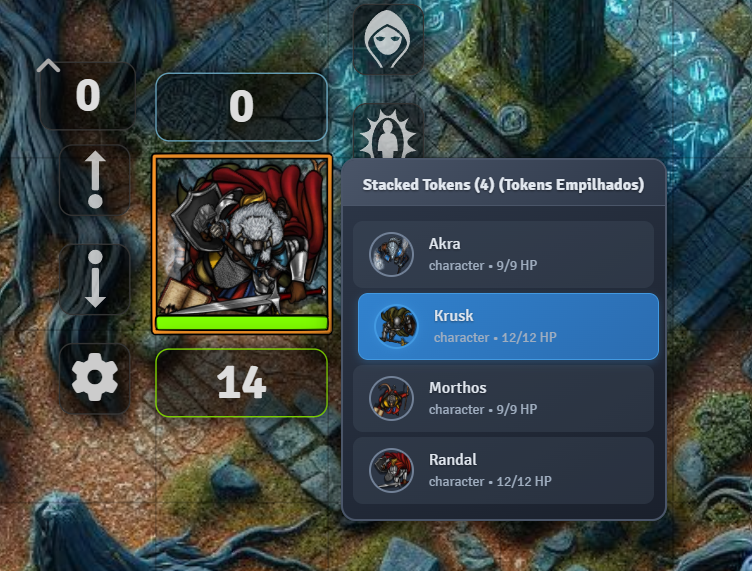 0
0
14
Stacked Tokens (4) (Tokens Empilhados)
Akra
character • 9/9 HP
Krusk
character • 12/12 HP
Morthos
character • 9/9 HP
Randal
character • 12/12 HP